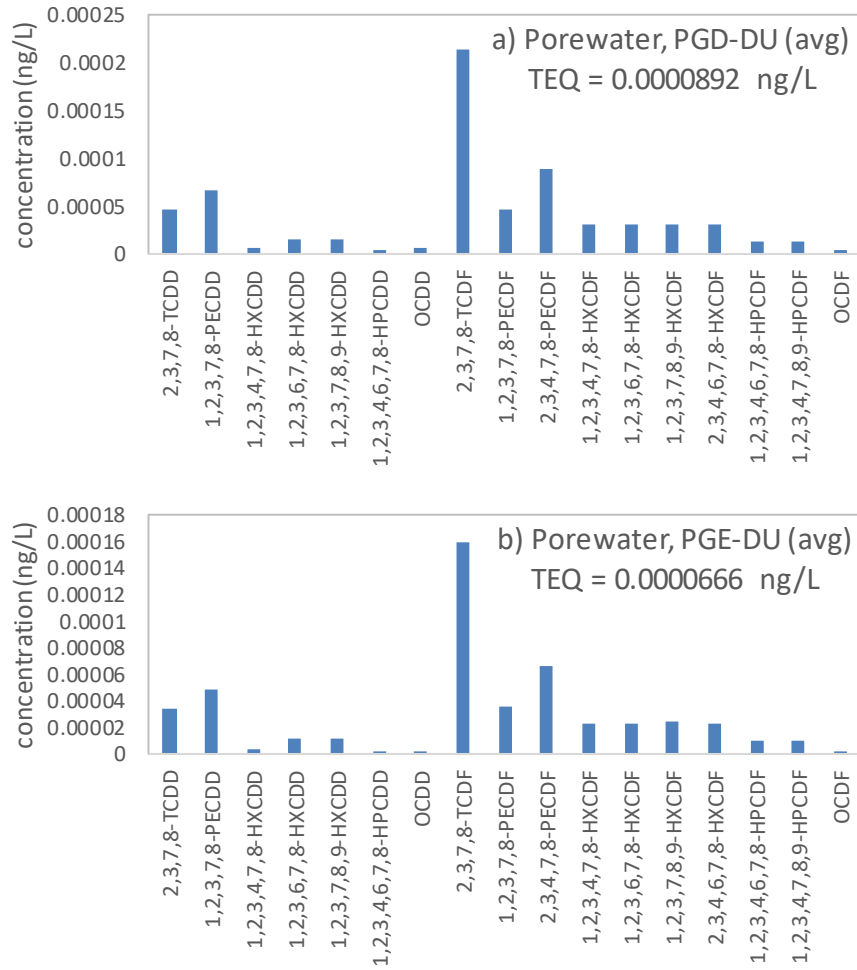 a) Porewater, PGD-DU (avg)
TEQ = 0.0000892 ng/L
concentration (ng/L)
0.00025
0.0002
0.00015
0.0001
0.00005
0
2,3,7,8-TCDD
1,2,3,7,8-PECDD
1,2,3,4,7,8-HXCDD
1,2,3,6,7,8-HXCDD
1,2,3,7,8,9-HXCDD
1,2,3,4,6,7,8-HPCDD
OCDD
2,3,7,8-TCDF
1,2,3,7,8-PECDF
2,3,4,7,8-PECDF
1,2,3,4,7,8-HXCDF
1,2,3,6,7,8-HXCDF
1,2,3,7,8,9-HXCDF
2,3,4,6,7,8-HXCDF
1,2,3,4,6,7,8-HPCDF
1,2,3,4,7,8,9-HPCDF
OCDF
b) Porewater, PGE-DU (avg)
TEQ = 0.0000666 ng/L
concentration (ng/L)
0.00018
0.00016
0.00014
0.00012
0.0001
0.00008
0.00006
0.00004
0.00002
0
2,3,7,8-TCDD
1,2,3,7,8-PECDD
1,2,3,4,7,8-HXCDD
1,2,3,6,7,8-HXCDD
1,2,3,7,8,9-HXCDD
1,2,3,4,6,7,8-HPCDD
OCDD
2,3,7,8-TCDF
1,2,3,7,8-PECDF
2,3,4,7,8-PECDF
1,2,3,4,7,8-HXCDF
1,2,3,6,7,8-HXCDF
1,2,3,7,8,9-HXCDF
2,3,4,6,7,8-HXCDF
1,2,3,4,6,7,8-HPCDF
1,2,3,4,7,8,9-HPCDF
OCDF